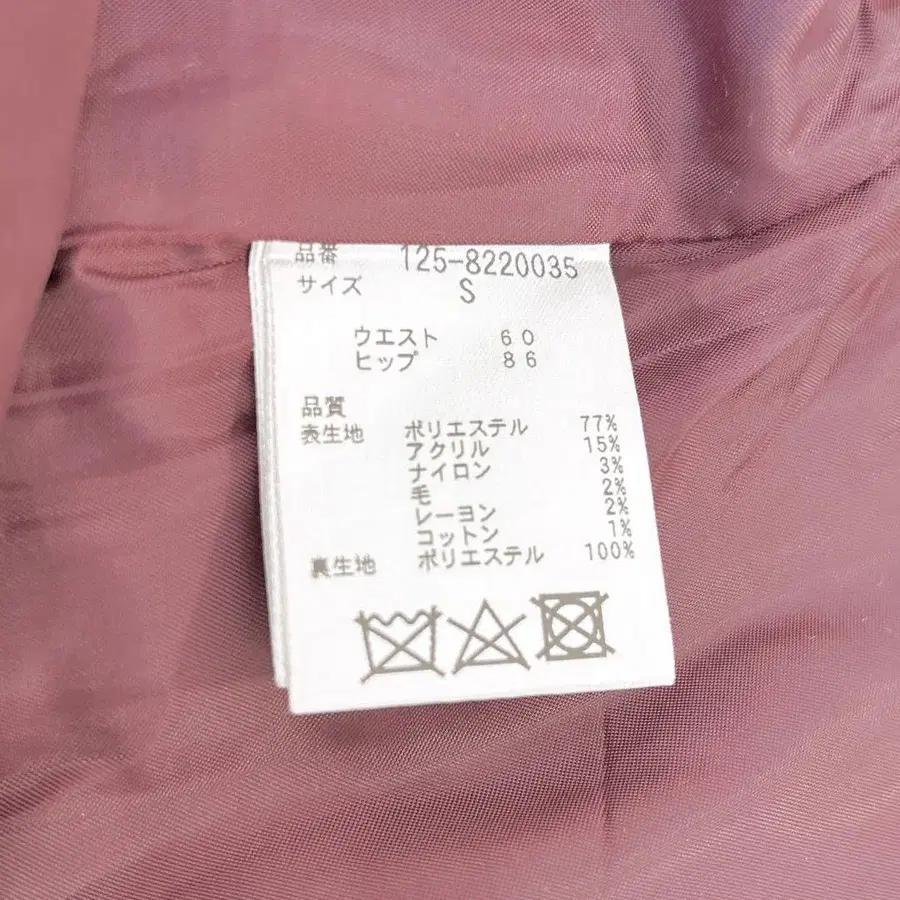 品番 125-8220035
サイズ S
ウエスト 60
ヒップ 86
品質
表生地 ポリエステル 77%
アクリル 15%
ナイロン 3%
毛 2%
レーヨン 2%
コットン 1%
裏生地 ポリエステル 100%